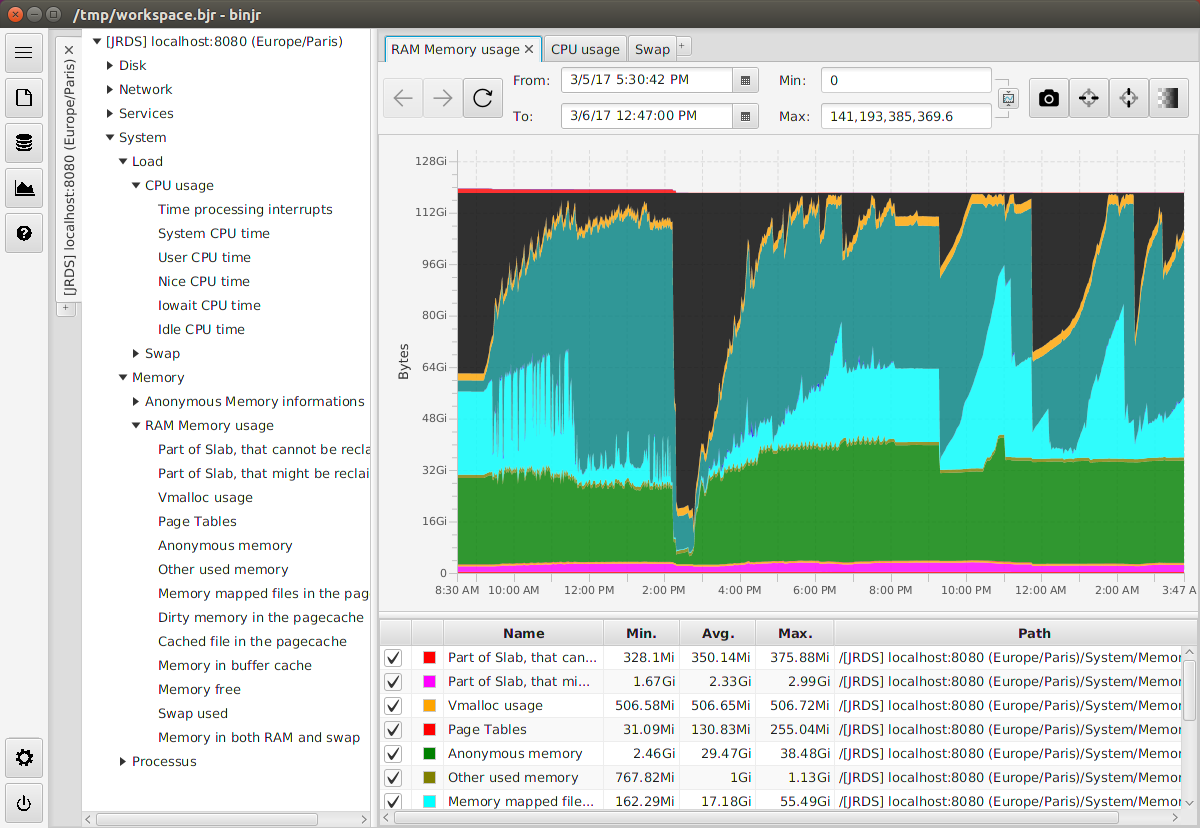 /tmp/workspace.bjr - binjr
[JRDS] localhost:8080 (Europe/Paris)
+
[JRDS] localhost:8080 (Europe/Paris)
Disk
Network
Services
System
Load
CPU usage
Time processing interrupts
System CPU time
User CPU time
Nice CPU time
Iowait CPU time
Idle CPU time
Swap
Memory
Anonymous Memory informations
RAM Memory usage
Part of Slab, that cannot be recla
Part of Slab, that might be reclai
Vmalloc usage
Page Tables
Anonymous memory
Other used memory
Memory mapped files in the pag
Dirty memory in the pagecache
Cached file in the pagecache
Memory in buffer cache
Memory free
Swap used
Memory in both RAM and swap
Processus
RAM Memory usage CPU usage Swap +
From: 3/5/17 5:30:42 PM Min: 0
To: 3/6/17 12:47:00 PM Max: 141,193,385,369.6
Bytes
128Gi
112Gi
96Gi
80Gi
64Gi
48Gi
32Gi
16Gi
0
8:30 AM 10:00 AM 12:00 PM 2:00 PM 4:00 PM 6:00 PM 8:00 PM 10:00 PM 12:00 AM 2:00 AM 3:47 A
Name Min. Avg. Max. Path
Part of Slab, that can... 328.1Mi 350.14Mi 375.88Mi /[JRDS] localhost:8080 (Europe/Paris)/System/Memor
Part of Slab, that mi... 1.67Gi 2.33Gi 2.99Gi /[JRDS] localhost:8080 (Europe/Paris)/System/Memor
Vmalloc usage 506.58Mi 506.65Mi 506.72Mi /[JRDS] localhost:8080 (Europe/Paris)/System/Memor
Page Tables 31.09Mi 130.83Mi 255.04Mi /[JRDS] localhost:8080 (Europe/Paris)/System/Memor
Anonymous memory 2.46Gi 29.47Gi 38.48Gi /[JRDS] localhost:8080 (Europe/Paris)/System/Memor
Other used memory 767.82Mi 1Gi 1.13Gi /[JRDS] localhost:8080 (Europe/Paris)/System/Memor
Memory mapped file... 162.29Mi 17.18Gi 55.49Gi /[JRDS] localhost:8080 (Europe/Paris)/System/Memor